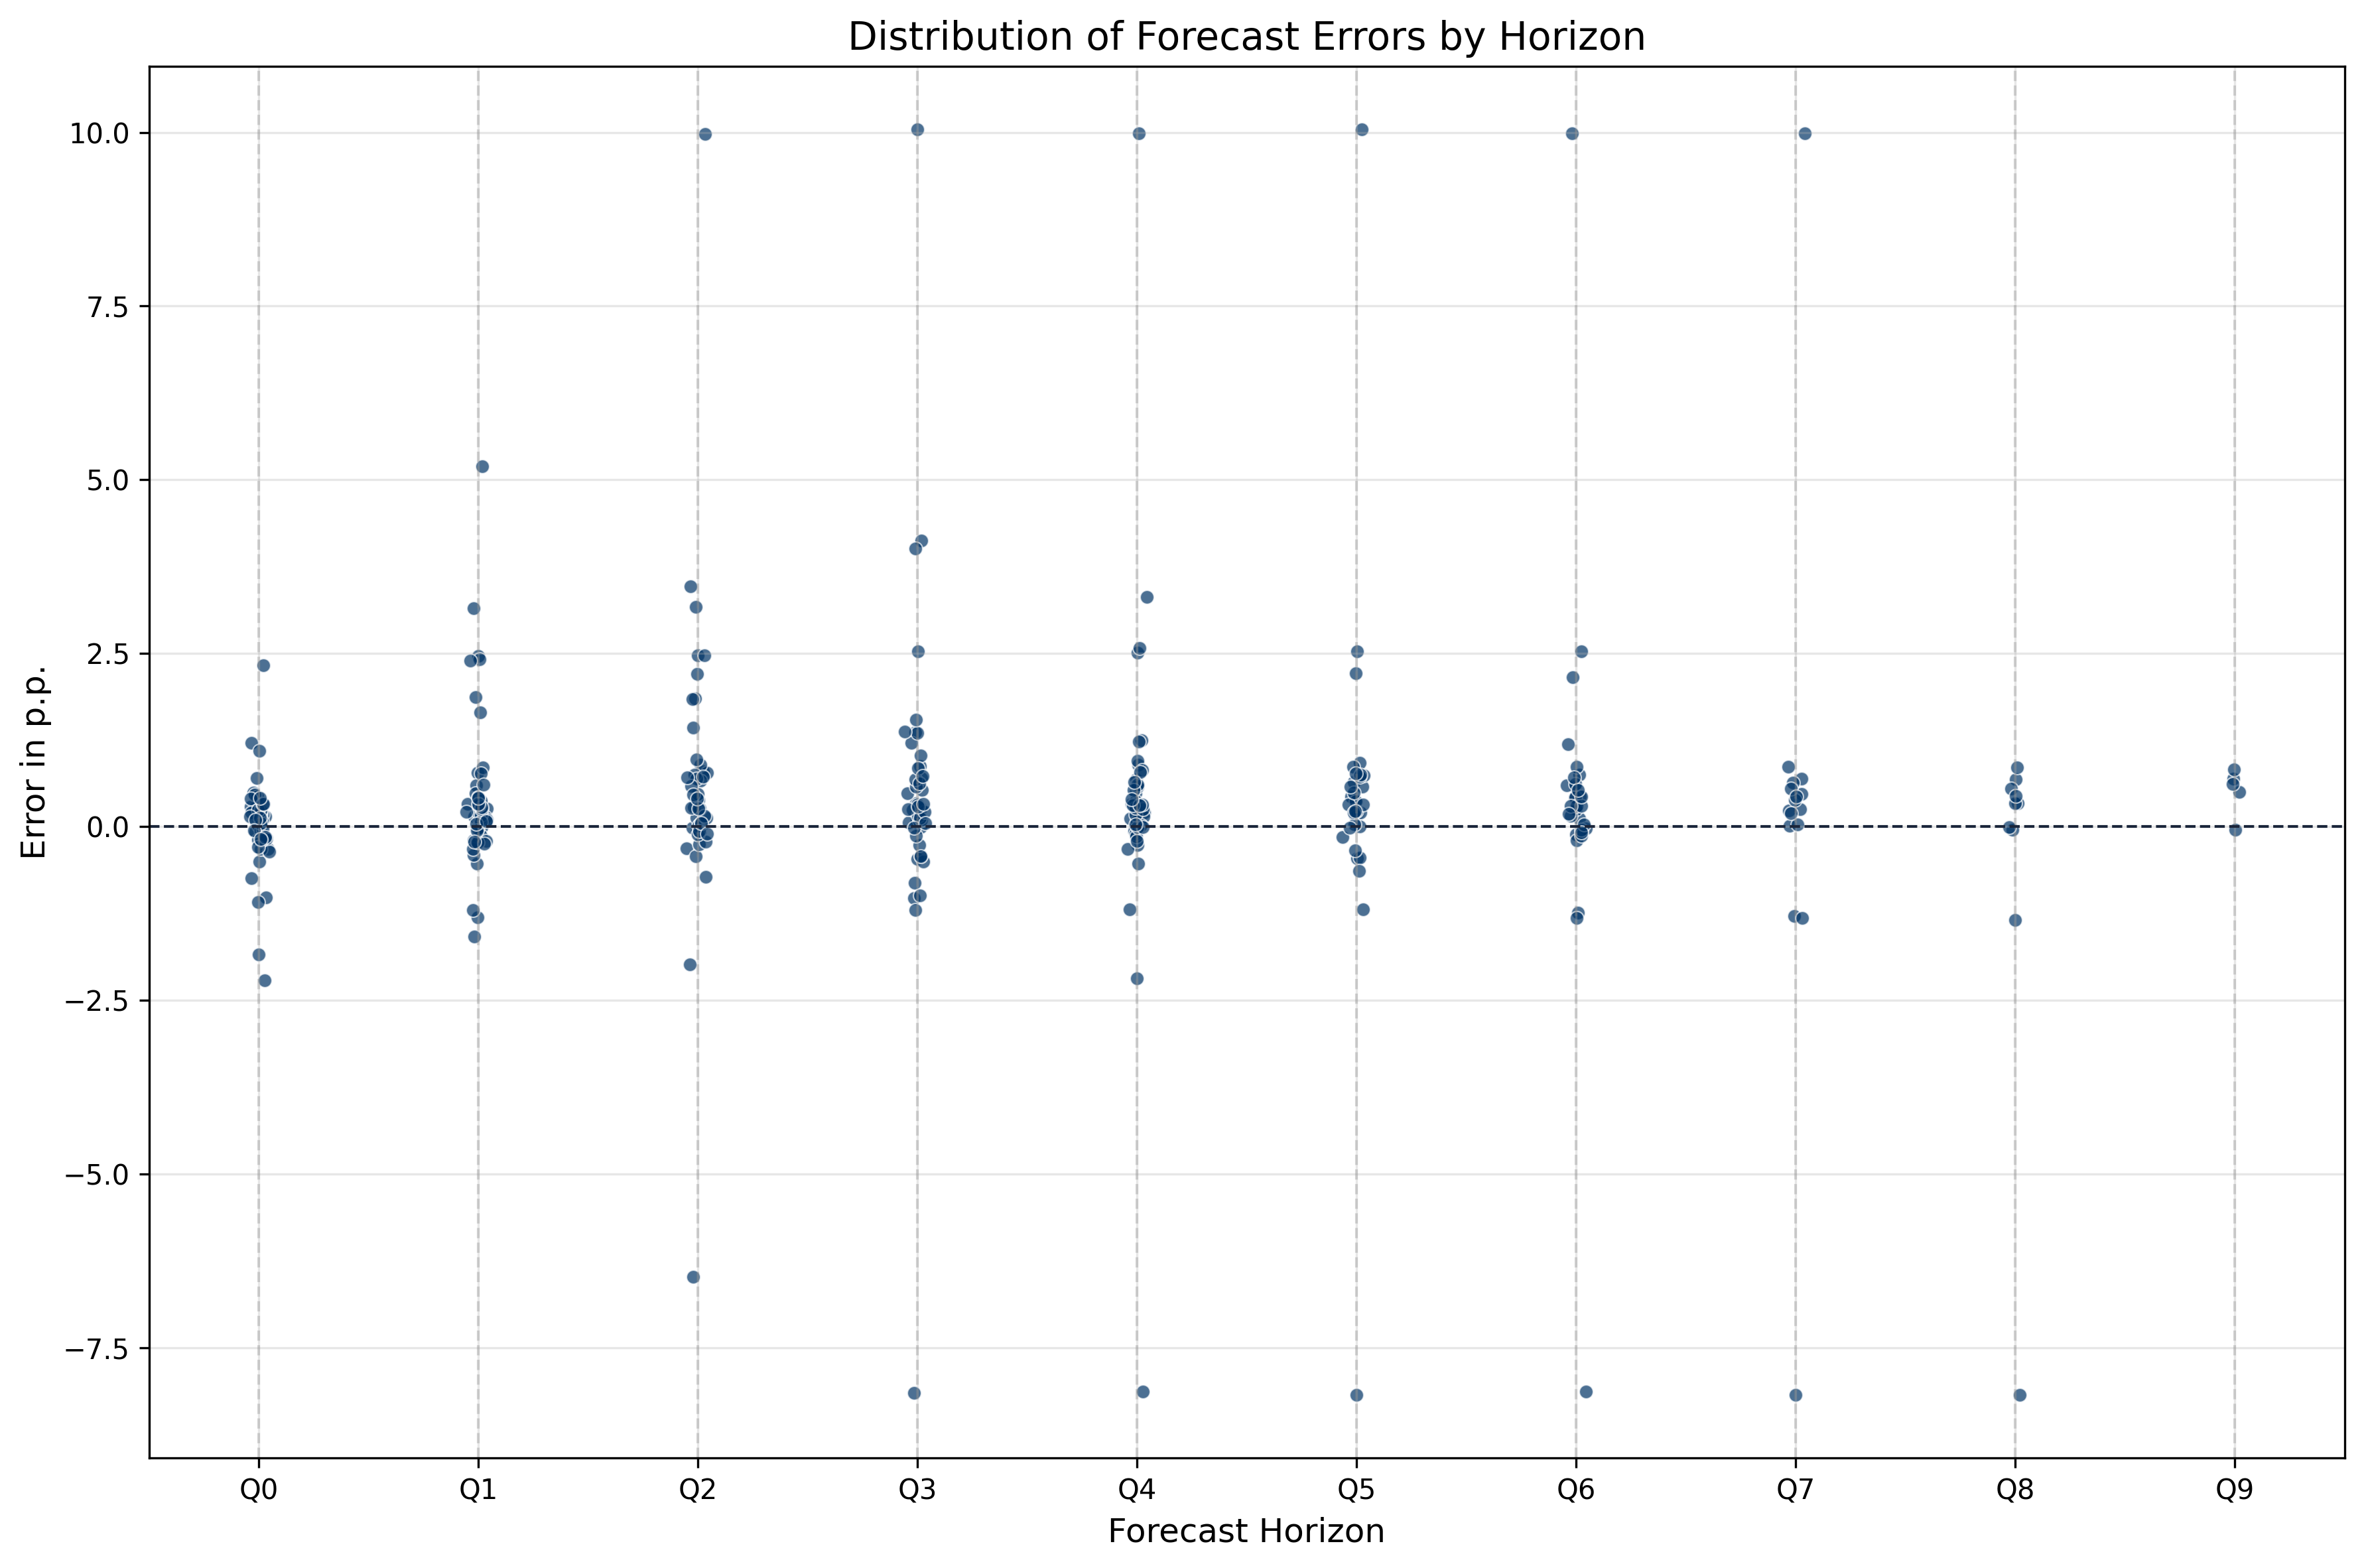 Distribution of Forecast Errors by Horizon
Error in p.p.
10.0
7.5
5.0
2.5
0.0
−2.5
−5.0
−7.5
Q0 Q1 Q2 Q3 Q4 Q5 Q6 Q7 Q8 Q9
Forecast Horizon